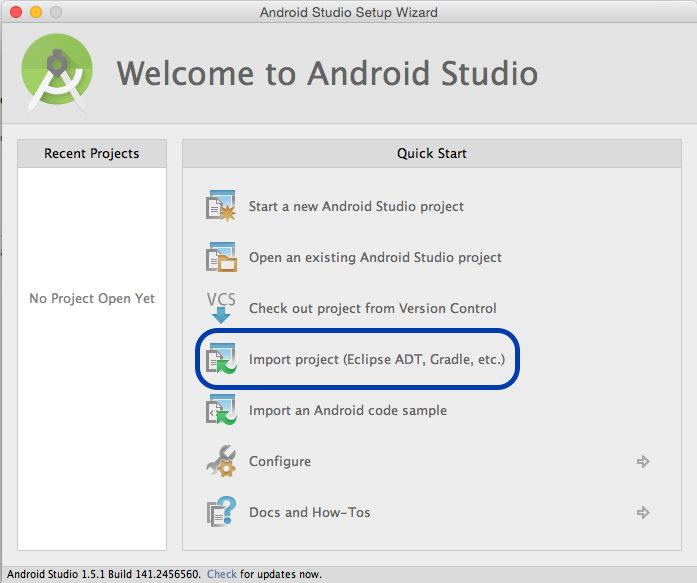 Android Studio Setup Wizard
Welcome to Android Studio
Recent Projects
No Project Open Yet
Quick Start
Start a new Android Studio project
Open an existing Android Studio project
VCS
Check out project from Version Control
Import project (Eclipse ADT, Gradle, etc.)
Import an Android code sample
Configure
?
Docs and How-Tos
Android Studio 1.5.1 Build 141.2456560. Check for updates now.